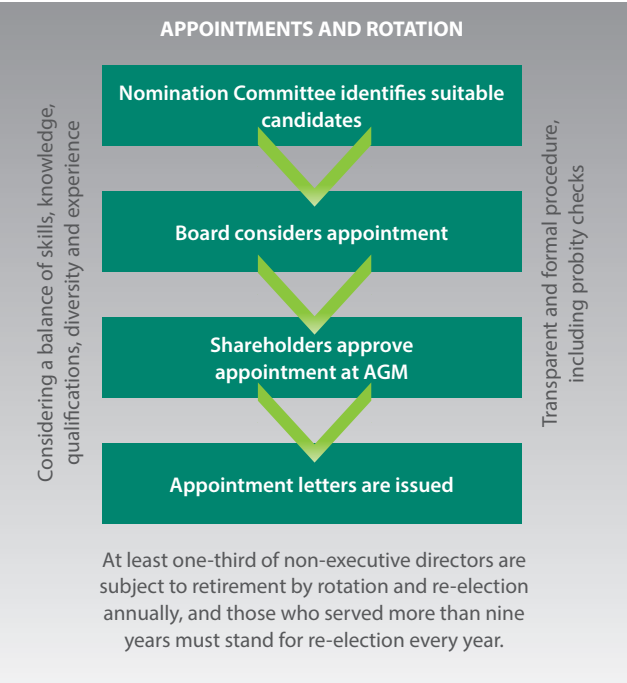 APPOINTMENTS AND ROTATION
Nomination Committee identifies suitable
candidates
Board considers appointment
Shareholders approve
appointment at AGM
Appointment letters are issued
Considering a balance of skills, knowledge,
qualifications, diversity and experience
Transparent and formal procedure,
including probity checks
At least one-third of non-executive directors are
subject to retirement by rotation and re-election
annually, and those who served more than nine
years must stand for re-election every year.